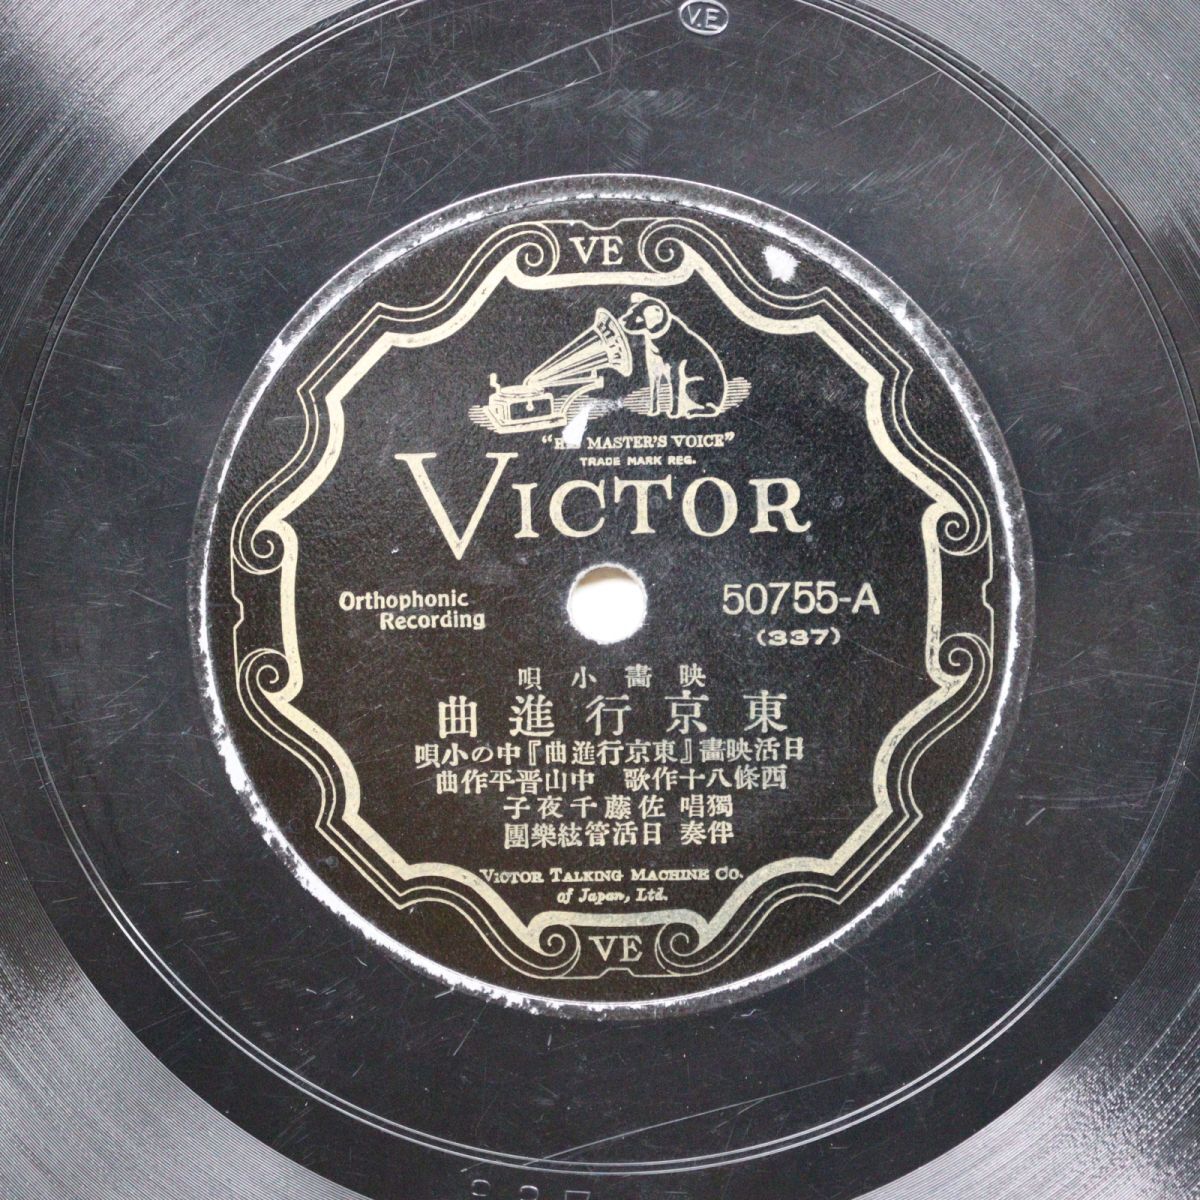 V.E
VE
"HIS MASTER'S VOICE"
TRADE MARK REG.
VICTOR
Orthophonic
Recording
50755-A
(337)
映畫小唄
東京行進曲
日活映畫『東京行進曲』中の小唄
西條八十作歌 中山晋平作曲
獨唱 佐藤千夜子
伴奏 日活管絃樂團
VICTOR TALKING MACHINE CO.
of Japan, Ltd.
VE